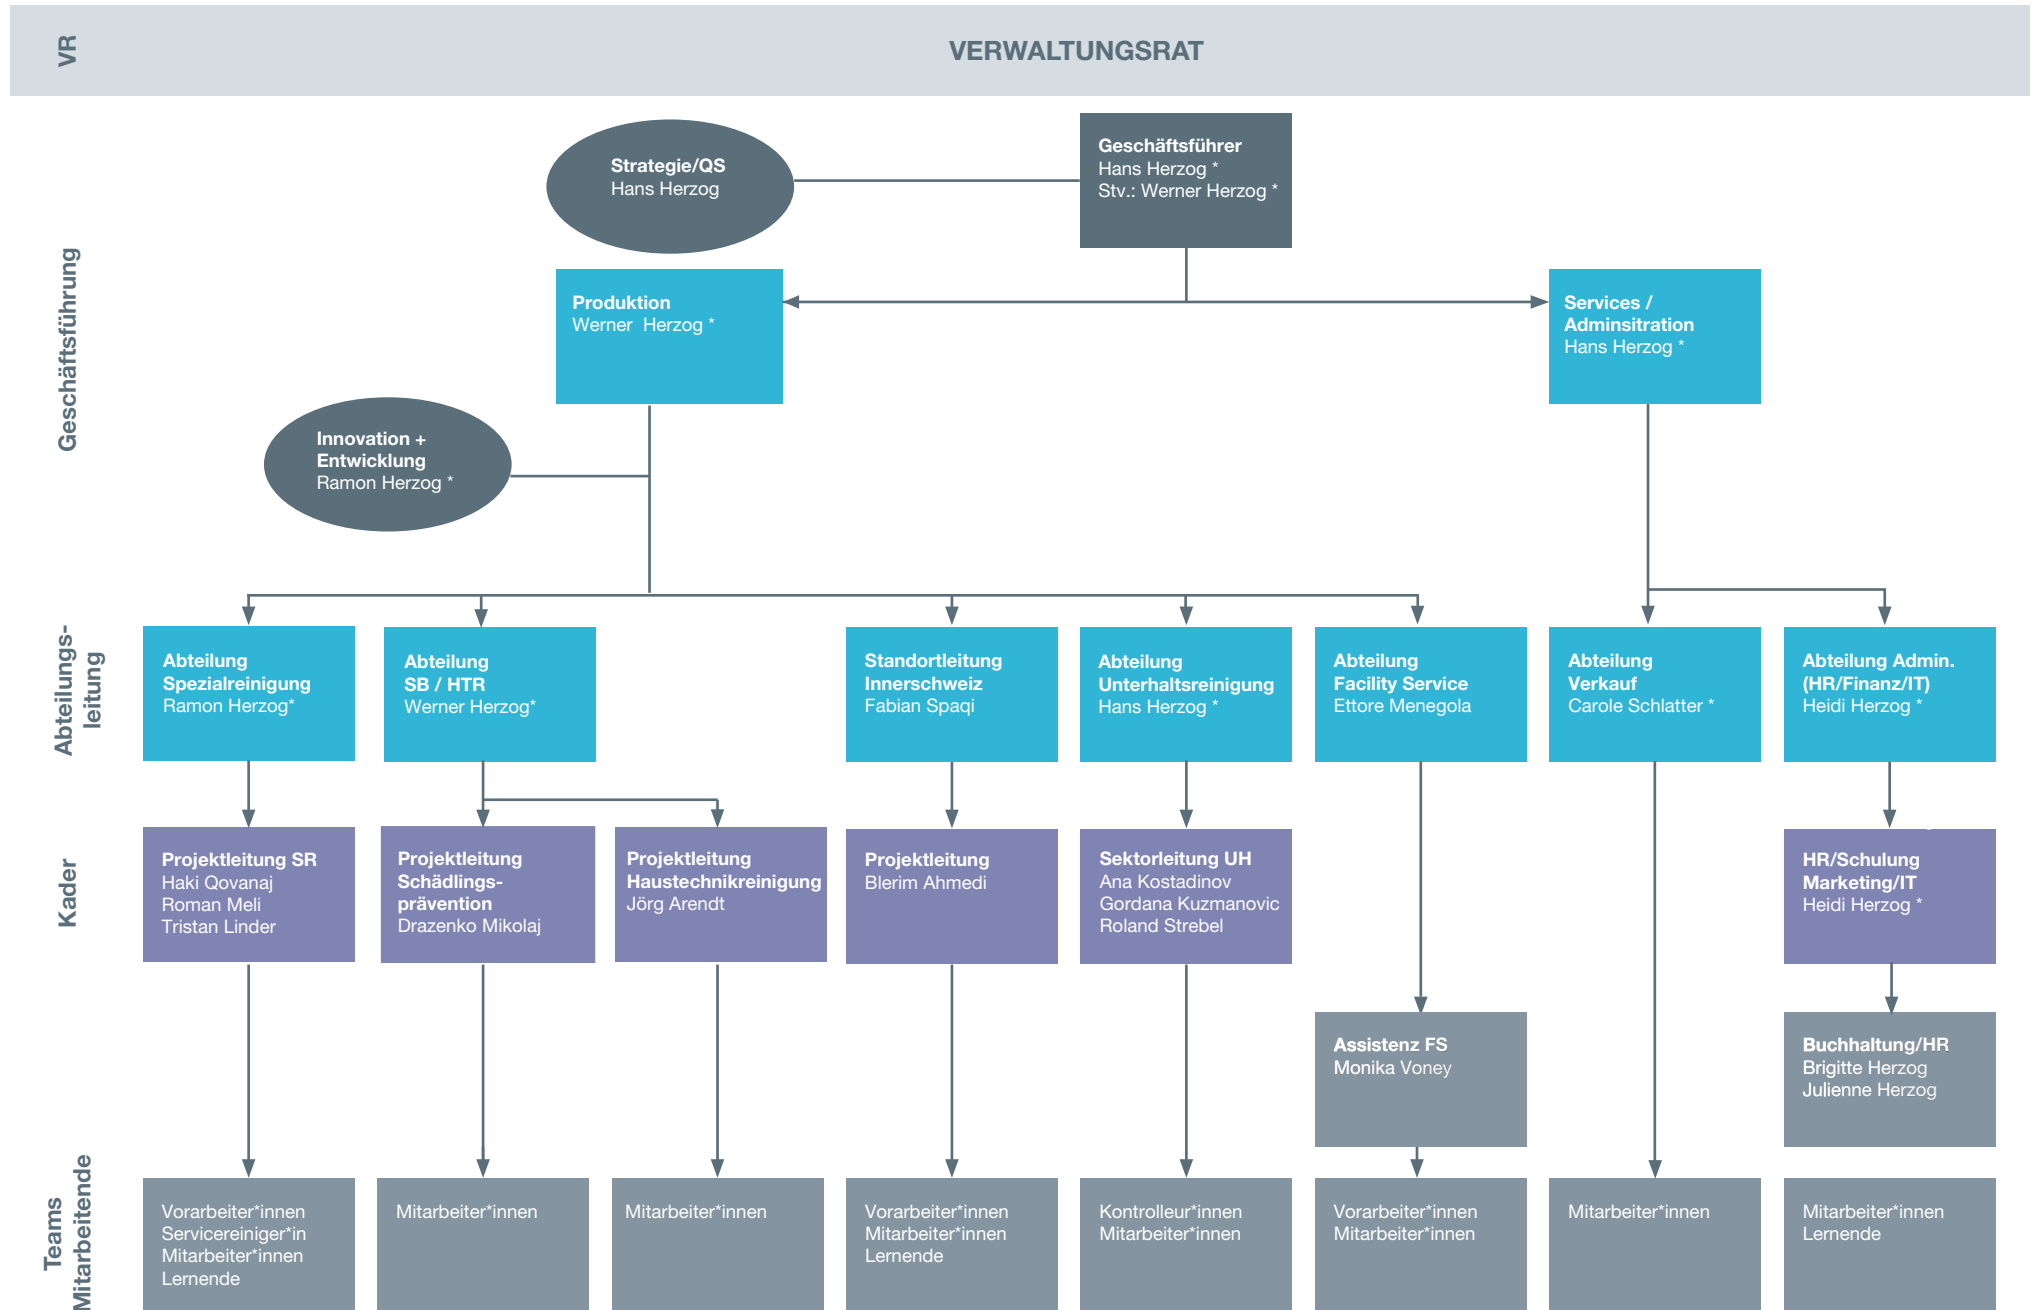 VR
VERWALTUNGSRAT
Geschäftsführung
Strategie/QS
Hans Herzog
Geschäftsführer
Hans Herzog *
Stv.: Werner Herzog *
Produktion
Werner  Herzog *
Services /
Adminsitration
Hans Herzog *
Innovation +
Entwicklung
Ramon Herzog *
Abteilungs-
leitung
Abteilung
Spezialreinigung
Ramon Herzog*
Abteilung
SB / HTR
Werner Herzog*
Standortleitung
Innerschweiz
Fabian Spaqi
Abteilung
Unterhaltsreinigung
Hans Herzog *
Abteilung
Facility Service
Ettore Menegola
Abteilung
Verkauf
Carole Schlatter *
Abteilung Admin.
(HR/Finanz/IT)
Heidi Herzog *
Kader
Projektleitung SR
Haki Qovanaj
Roman Meli
Tristan Linder
Projektleitung
Schädlings-
prävention
Drazenko Mikolaj
Projektleitung
Haustechnikreinigung
Jörg Arendt
Projektleitung
Blerim Ahmedi
Sektorleitung UH
Ana Kostadinov
Gordana Kuzmanovic
Roland Strebel
HR/Schulung
Marketing/IT
Heidi Herzog *
Assistenz FS
Monika Voney
Buchhaltung/HR
Brigitte Herzog
Julienne Herzog
Teams
Mitarbeitende
Vorarbeiter*innen
Servicereiniger*in
Mitarbeiter*innen
Lernende
Mitarbeiter*innen
Mitarbeiter*innen
Vorarbeiter*innen
Mitarbeiter*innen
Lernende
Kontrolleur*innen
Mitarbeiter*innen
Vorarbeiter*innen
Mitarbeiter*innen
Mitarbeiter*innen
Mitarbeiter*innen
Lernende